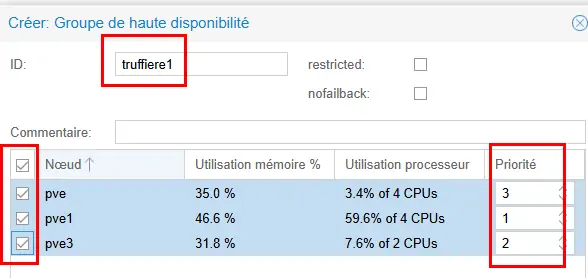 Créer: Groupe de haute disponibilité
ID: truffiere1 restricted:
nofailback:
Commentaire:
Nœud Utilisation mémoire % Utilisation processeur Priorité
pve 35.0 % 3.4% of 4 CPUs 3
pve1 46.6 % 59.6% of 4 CPUs 1
pve3 31.8 % 7.6% of 2 CPUs 2